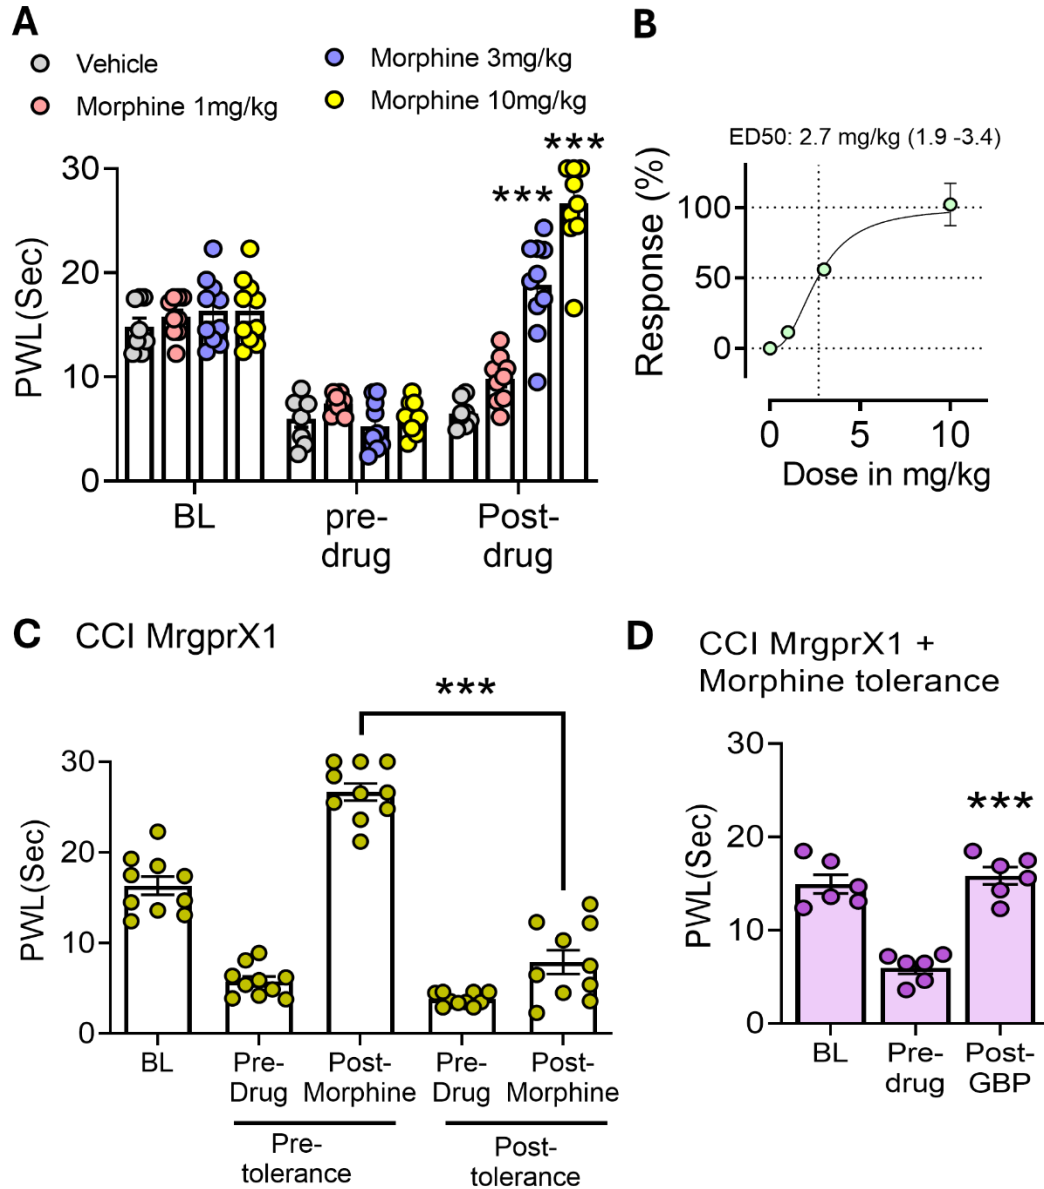 A
Vehicle
Morphine 1mg/kg
Morphine 3mg/kg
Morphine 10mg/kg
PWL(Sec)
30
20
10
0
***
***
BL
pre-
drug
Post-
drug
B
ED50: 2.7 mg/kg (1.9 -3.4)
Response (%)
100
50
0
0 5 10
Dose in mg/kg
C CCI MrgprX1
***
PWL(Sec)
30
20
10
0
BL
Pre-
Drug
Post-
Morphine
Pre-
Drug
Post-
Morphine
Pre-
tolerance
Post-
tolerance
D CCI MrgprX1 +
Morphine tolerance
PWL(Sec)
30
20
10
0
***
BL
Pre-
drug
Post-
GBP